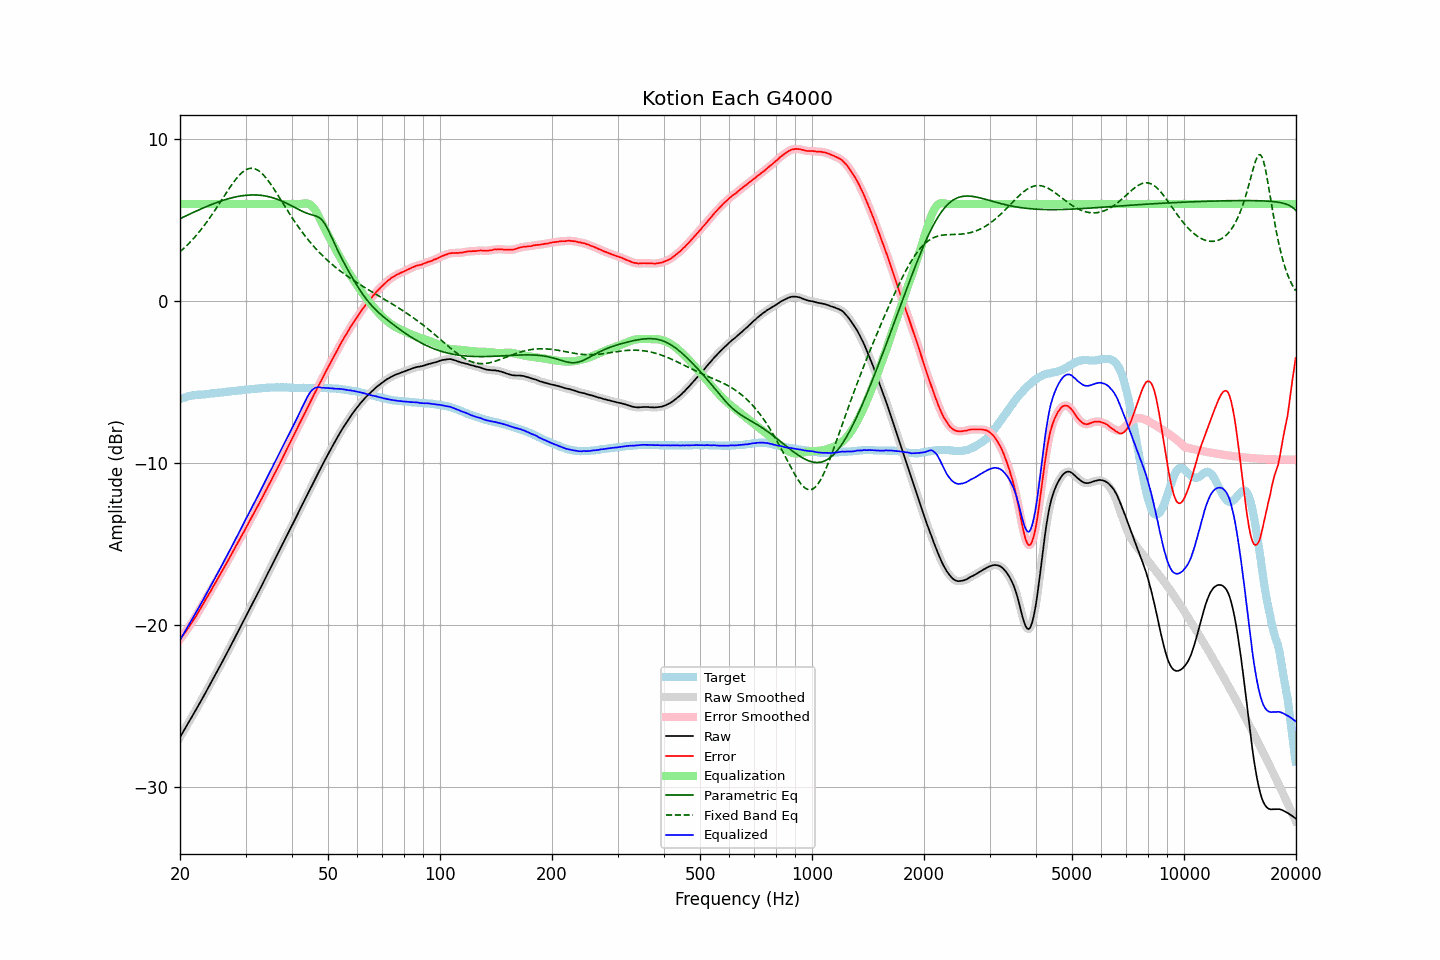 Kotion Each G4000
Amplitude (dBr)
10
0
−10
−20
−30
Target
Raw Smoothed
Error Smoothed
Raw
Error
Equalization
Parametric Eq
Fixed Band Eq
Equalized
20 50 100 200 500 1000 2000 5000 10000 20000
Frequency (Hz)